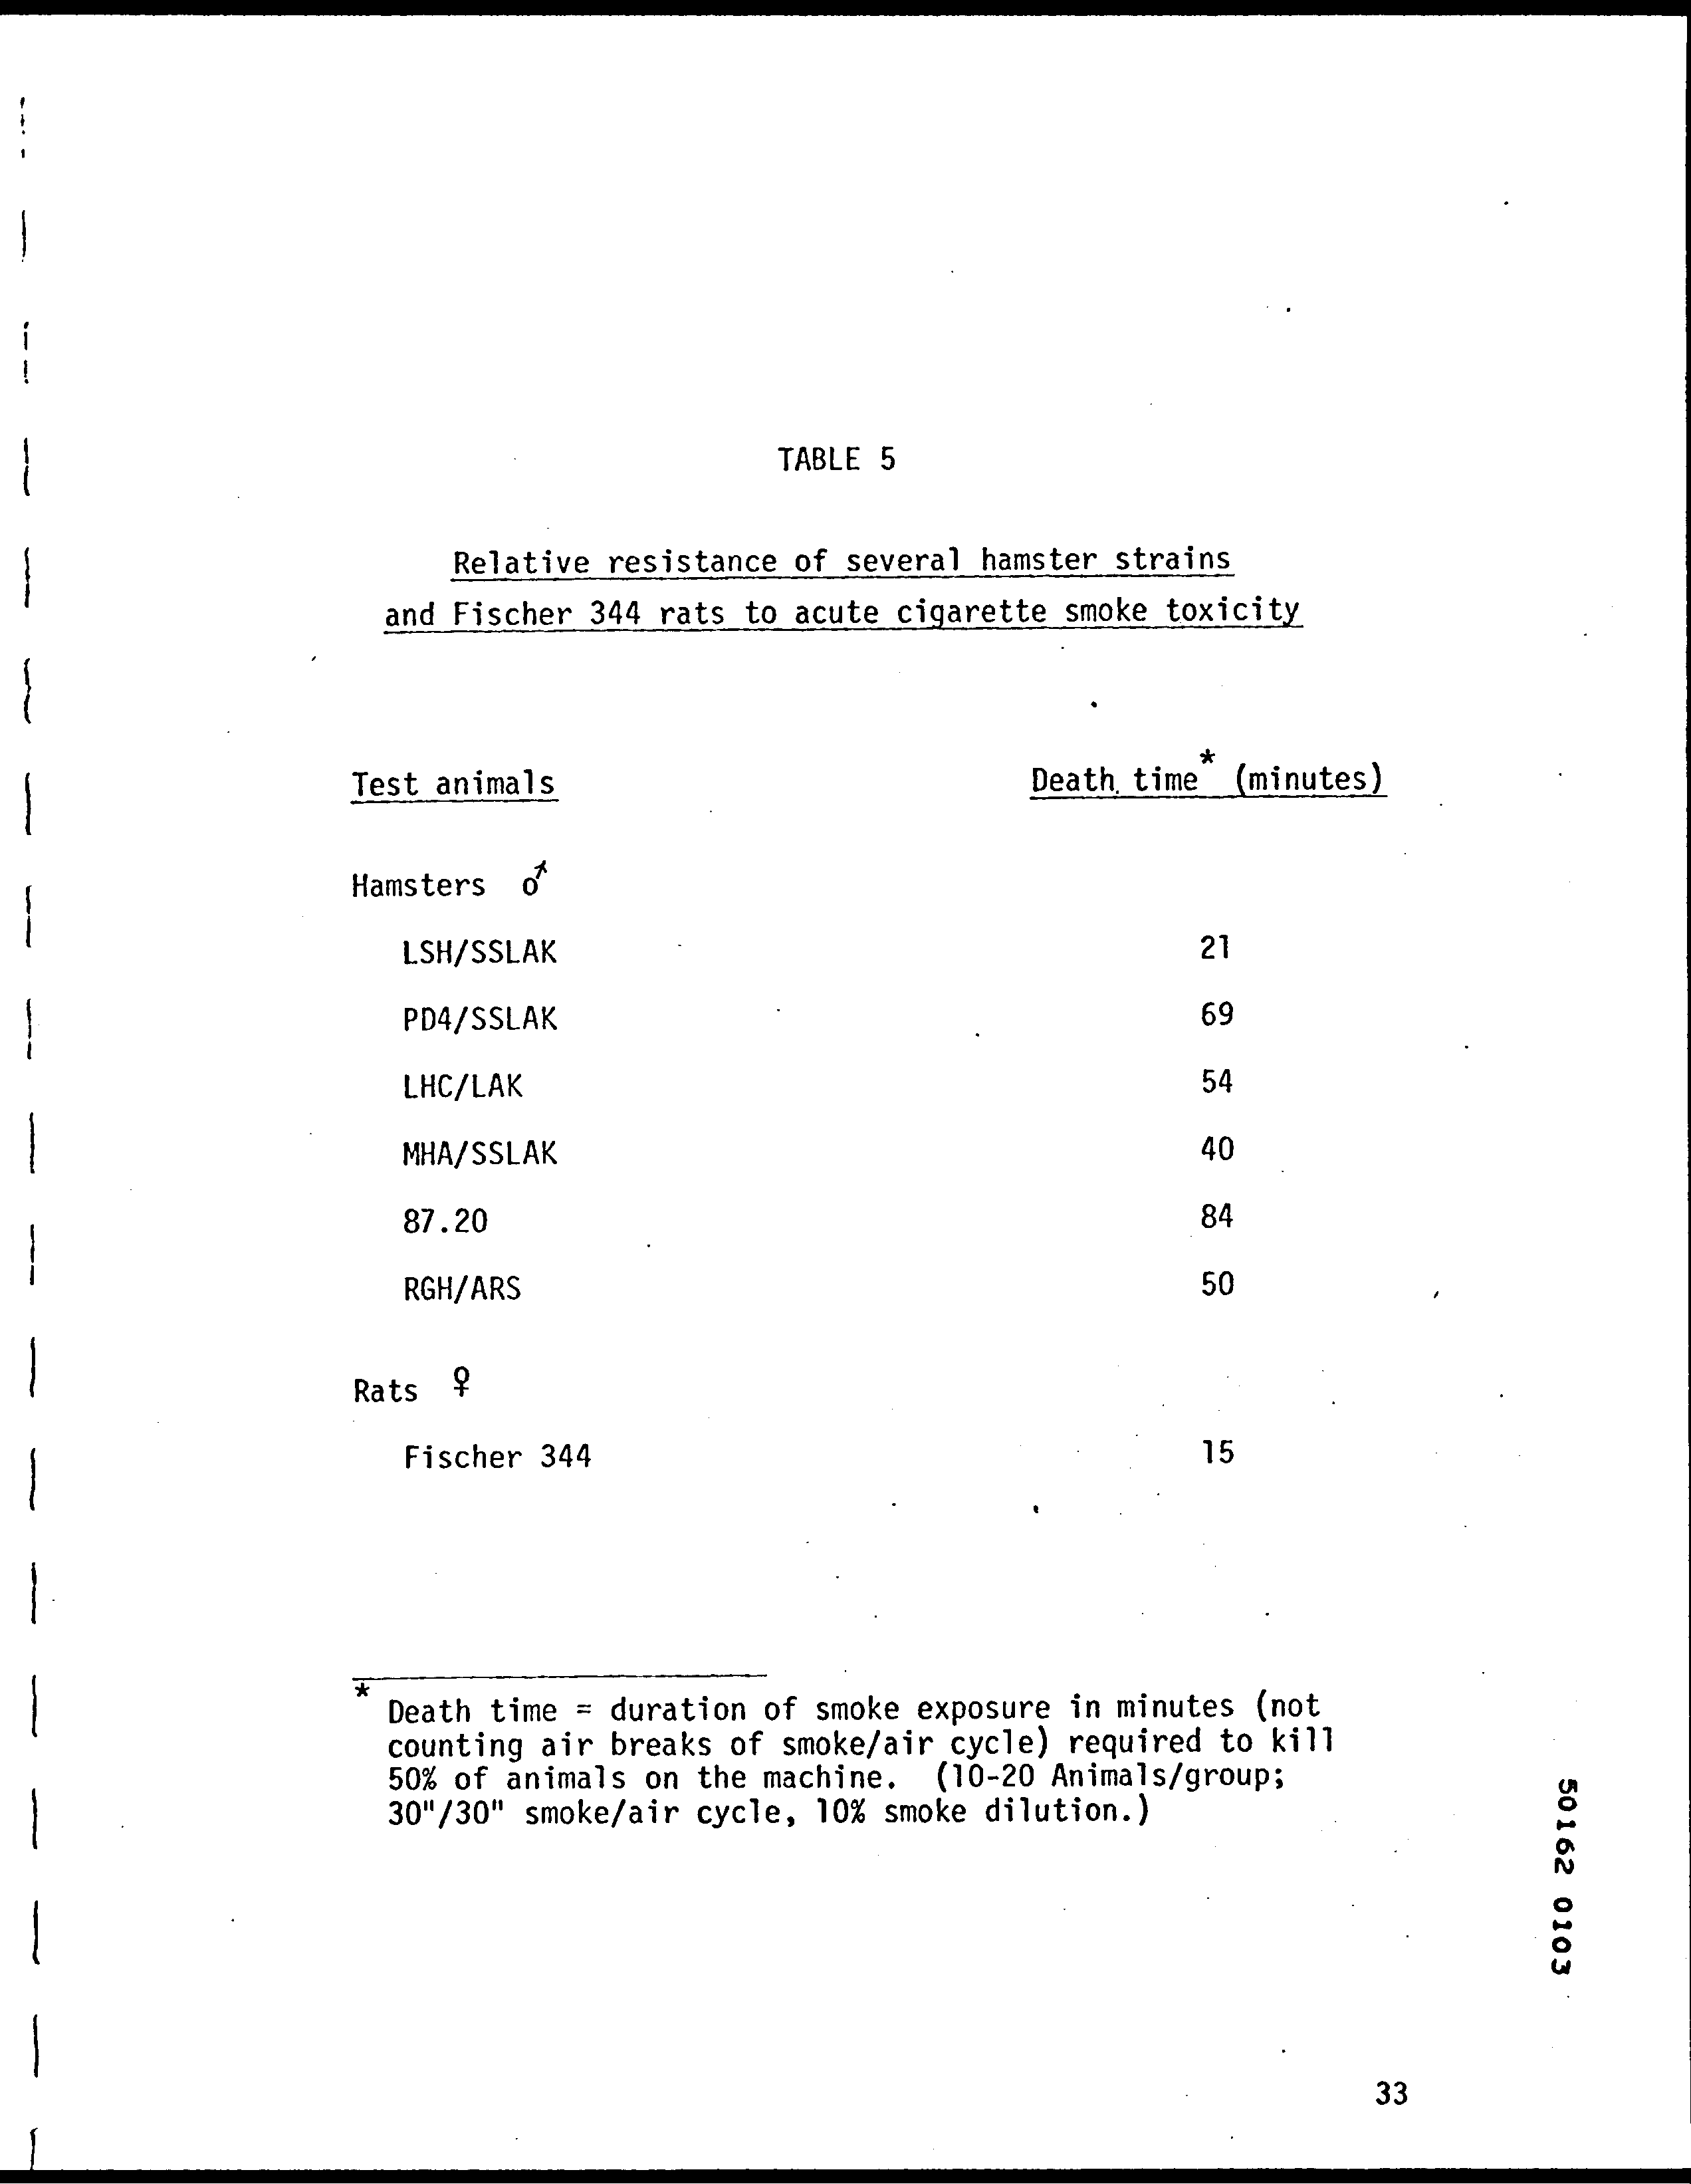 TABLE 5
Relative resistance of several hamster strains
and Fischer 344 rats to acute cigarette smoke toxicity
Test animals Death time* (minutes)
Hamsters ♂
LSH/SSLAK 21
PD4/SSLAK 69
LHC/LAK 54
MHA/SSLAK 40
87.20 84
RGH/ARS 50
Rats ♀
Fischer 344 15
* Death time = duration of smoke exposure in minutes (not
counting air breaks of smoke/air cycle) required to kill
50% of animals on the machine. (10-20 Animals/group;
30"/30" smoke/air cycle, 10% smoke dilution.)
50162 0103
33